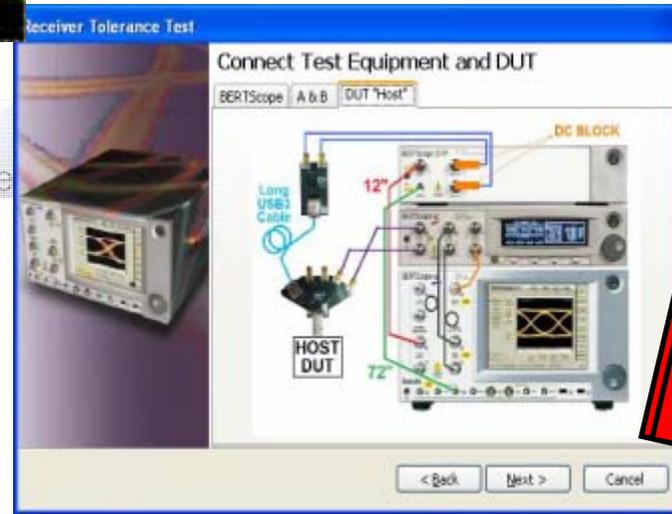 Receiver Tolerance Test
Connect Test Equipment and DUT
BERTScope
A & B
DUT "Host"
DC BLOCK
12"
Long
USB3
Cable
HOST
DUT
72"
< Back
Next >
Cancel